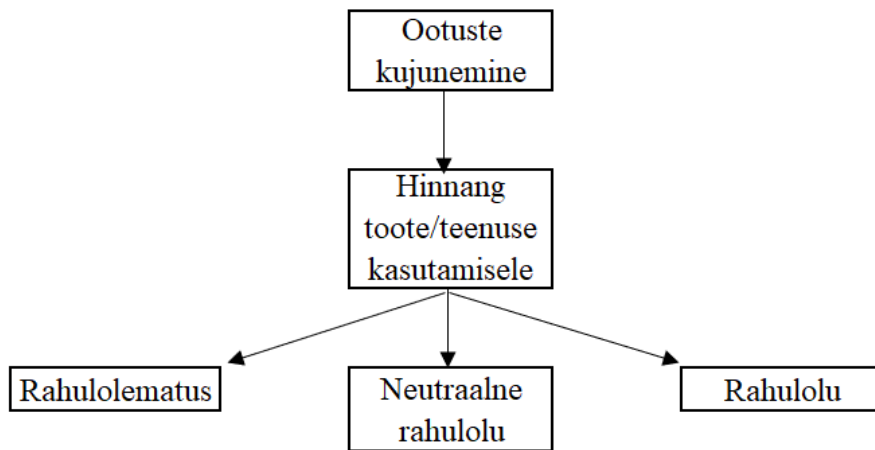 Ootuste
kujunemine
Hinnang
toote/teenuse
kasutamisele
Rahulolematus
Neutraalne
rahulolu
Rahulolu